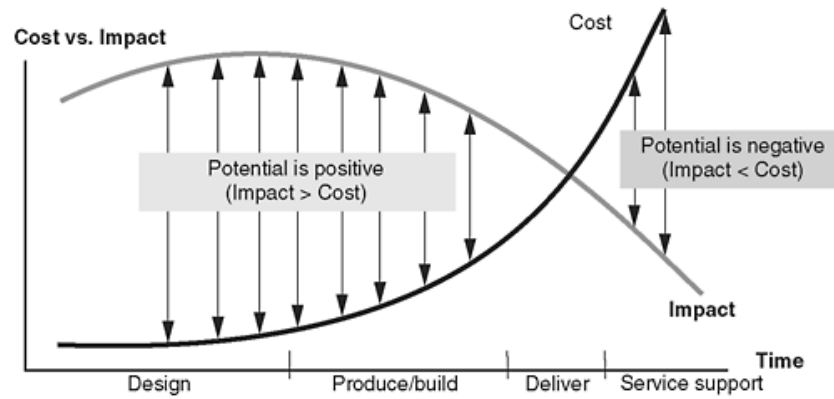 Cost
Cost vs. Impact
Potential is positive
(Impact > Cost)
Potential is negative
(Impact < Cost)
Impact
Time
Design
Produce/build
Deliver
Service support